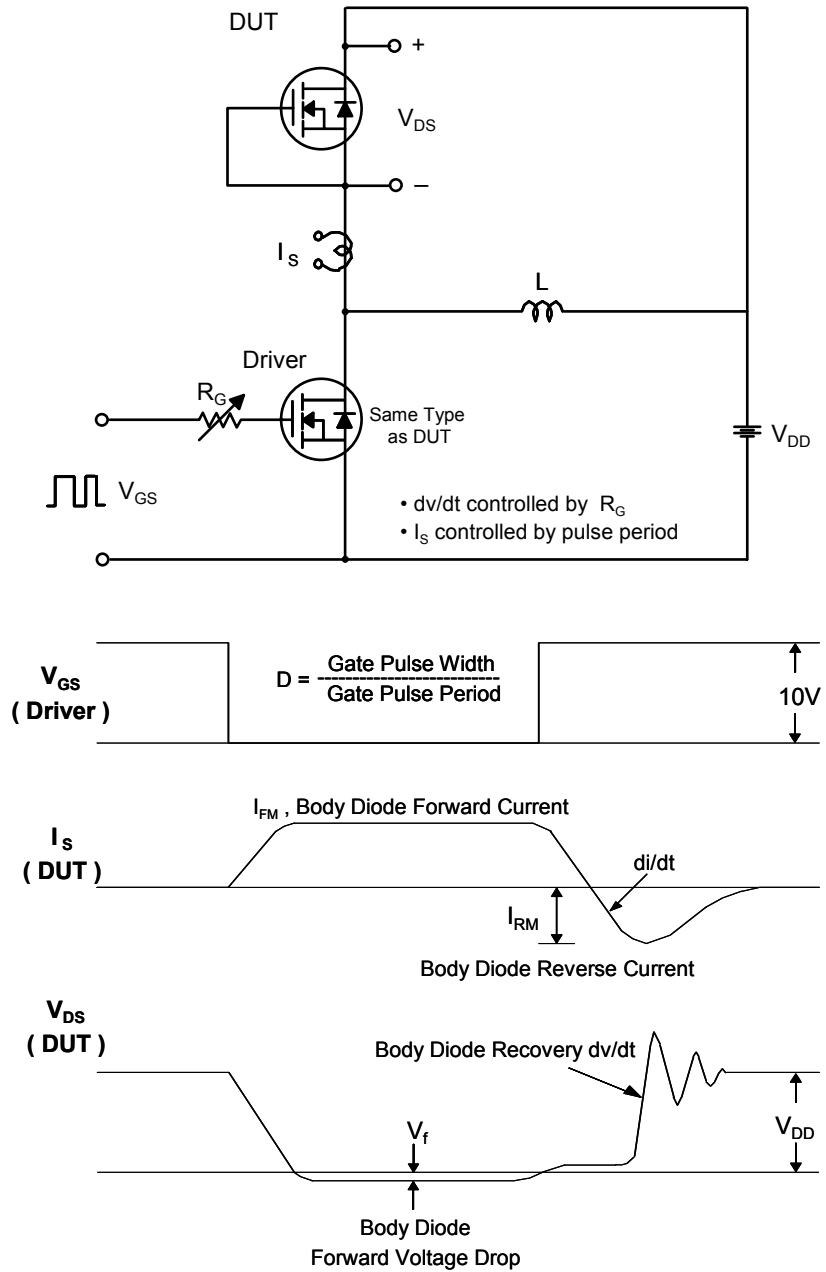 DUT
+
V_DS
–
I_S
L
Driver
R_G
Same Type
as DUT
V_DD
V_GS
• dv/dt controlled by R_G
• I_S controlled by pulse period
V_GS
( Driver )
D = Gate Pulse Width
Gate Pulse Period
10V
I_FM , Body Diode Forward Current
I_S
( DUT )
di/dt
I_RM
Body Diode Reverse Current
V_DS
( DUT )
Body Diode Recovery dv/dt
V_f
V_DD
Body Diode
Forward Voltage Drop